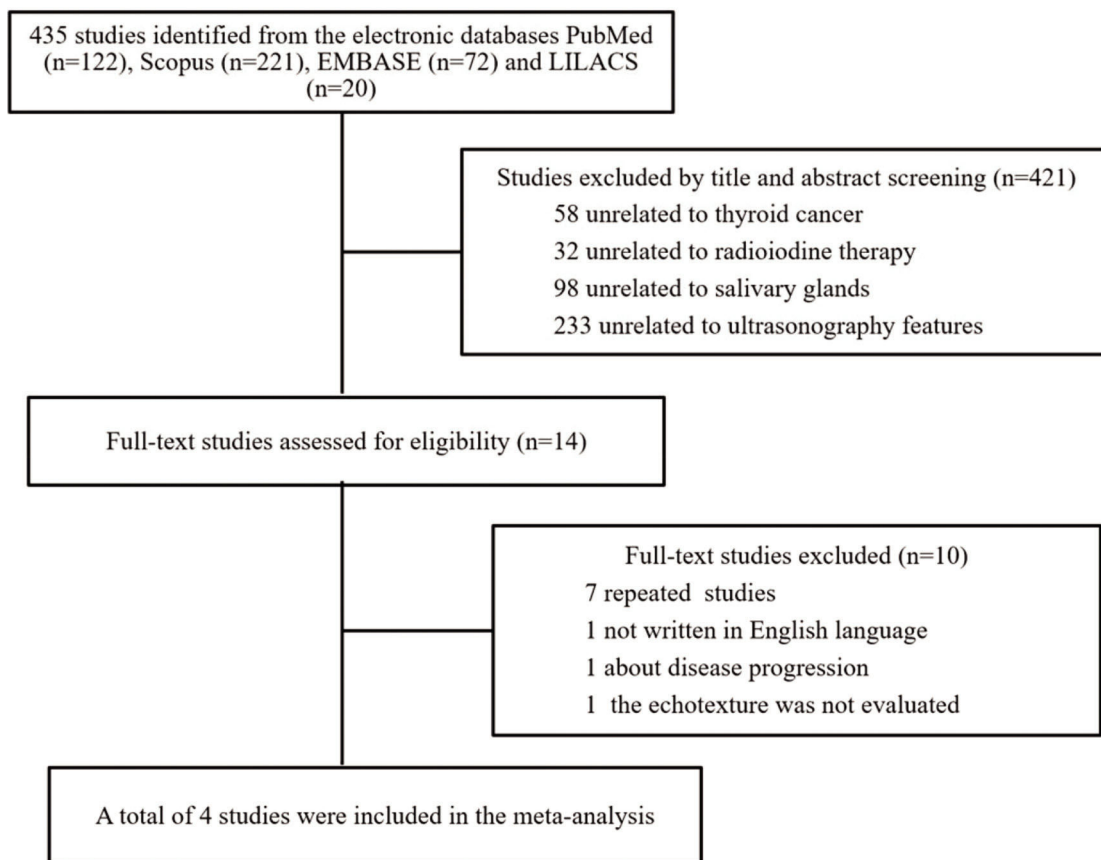 435 studies identified from the electronic databases PubMed
(n=122), Scopus (n=221), EMBASE (n=72) and LILACS
(n=20)
Studies excluded by title and abstract screening (n=421)
58 unrelated to thyroid cancer
32 unrelated to radioiodine therapy
98 unrelated to salivary glands
233 unrelated to ultrasonography features
Full-text studies assessed for eligibility (n=14)
Full-text studies excluded (n=10)
7 repeated studies
1 not written in English language
1 about disease progression
1 the echotexture was not evaluated
A total of 4 studies were included in the meta-analysis